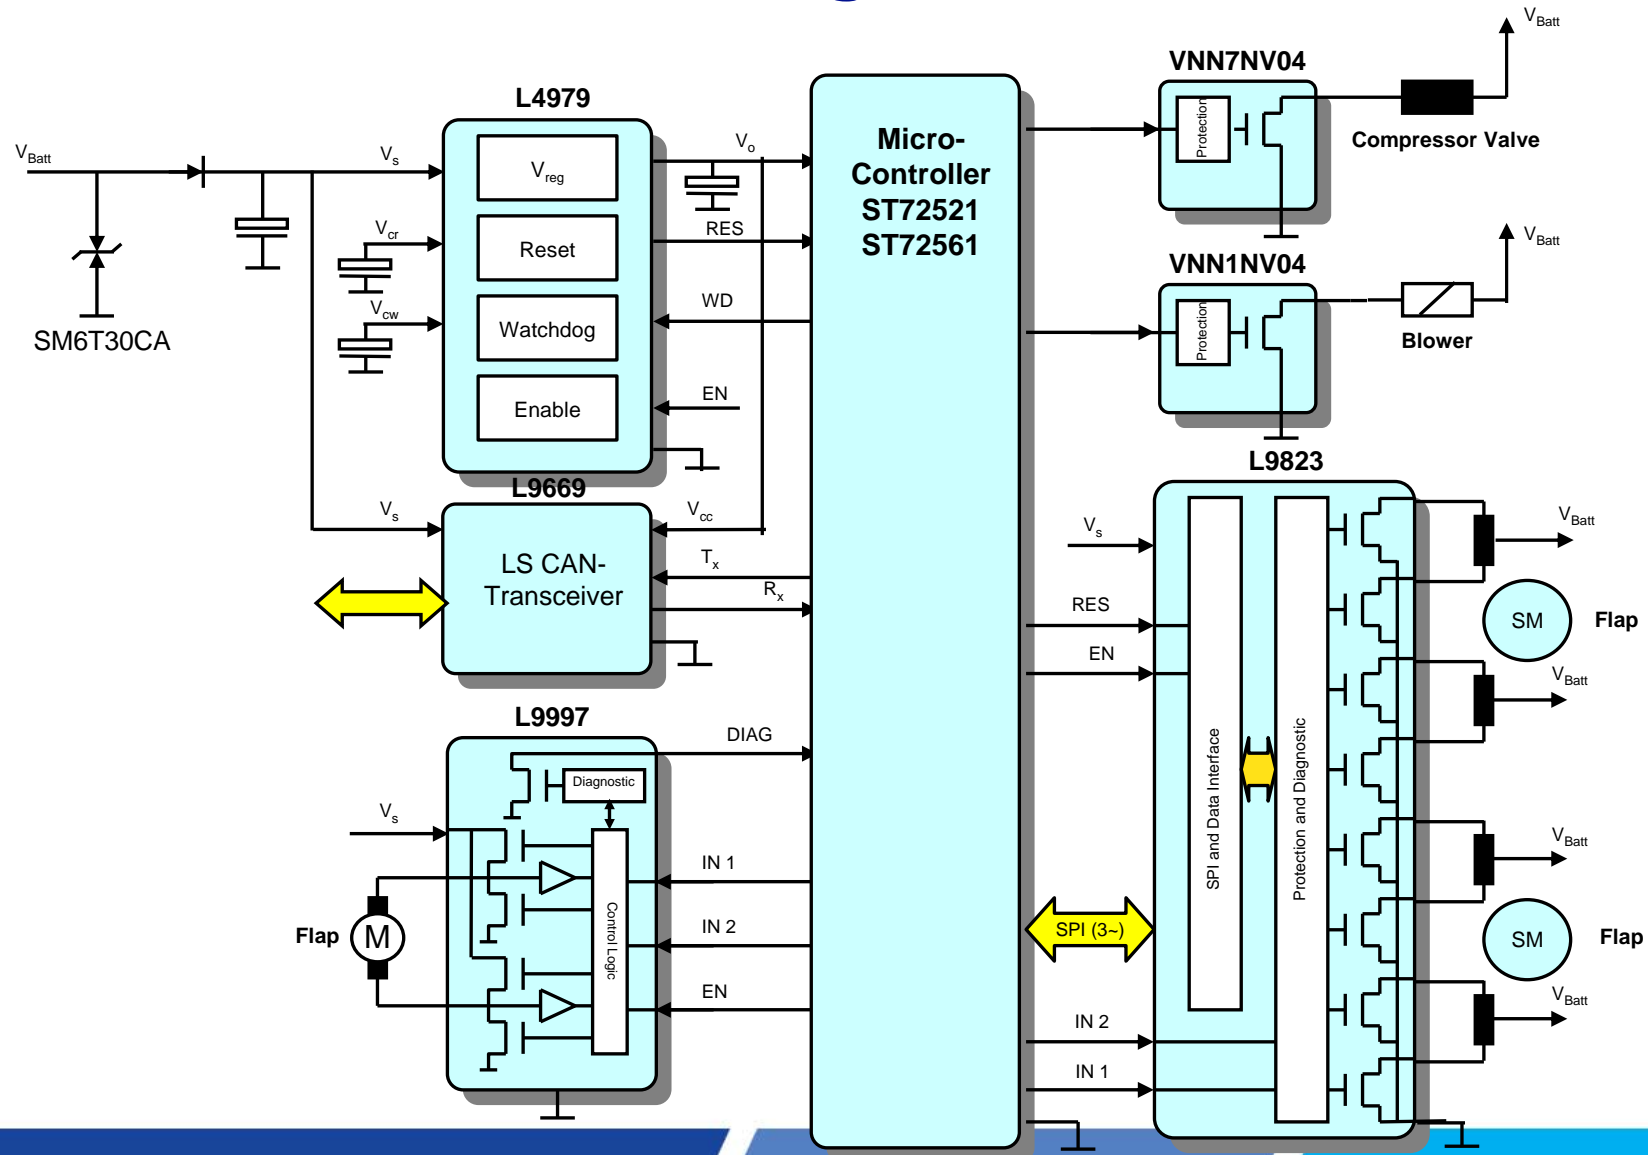 V Batt
SM6T30CA
L4979
Vs
Vcr
Vcw
Vreg
Reset
Watchdog
Enable
Vo
RES
WD
EN
L9669
Vs
LS CAN-
Transceiver
Vcc
Tx
Rx
L9997
Vs
Flap
M
Diagnostic
Control Logic
DIAG
IN 1
IN 2
EN
Micro-
Controller
ST72521
ST72561
VNN7NV04
Protection
VBatt
Compressor Valve
VNN1NV04
Protection
VBatt
Blower
L9823
Vs
RES
EN
SPI (3~)
IN 2
IN 1
SPI and Data Interface
Protection and Diagnostic
VBatt
SM
Flap
VBatt
VBatt
SM
Flap
VBatt